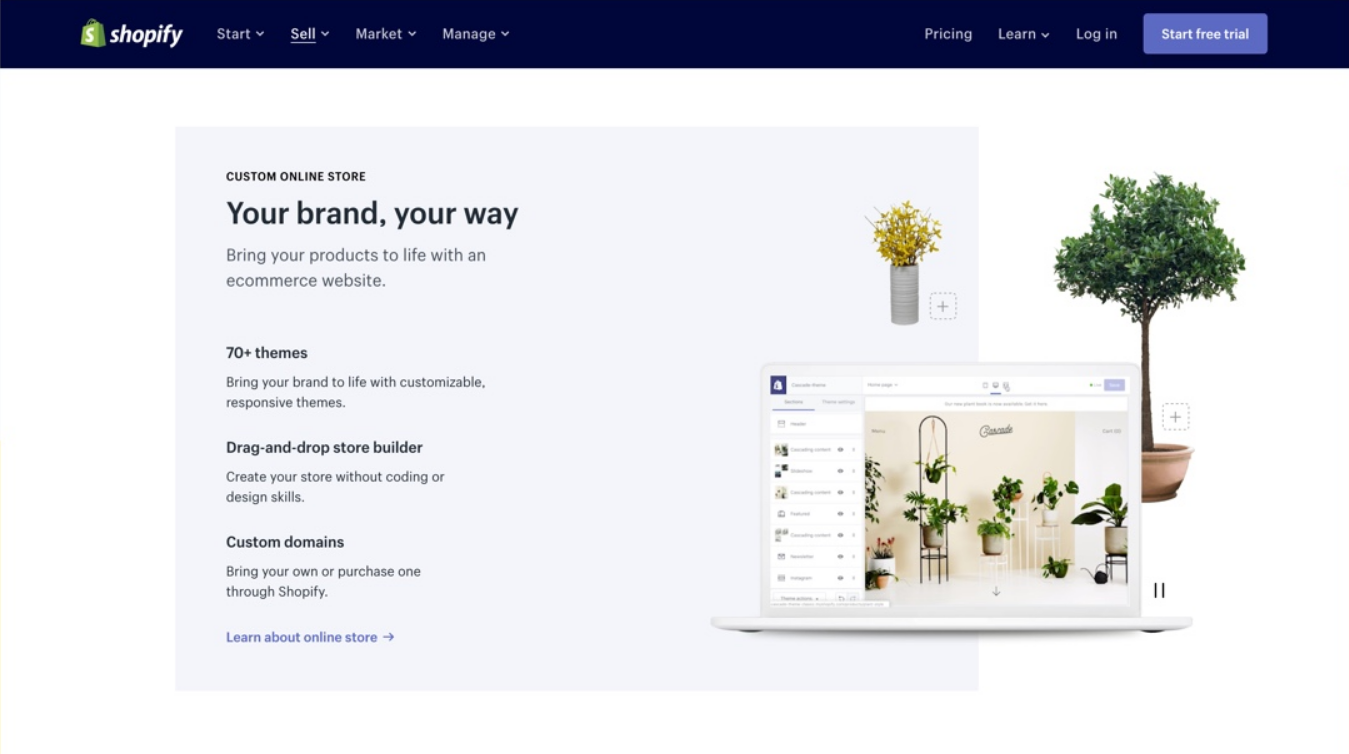 shopify
Start
Sell
Market
Manage
Pricing
Learn
Log in
Start free trial
CUSTOM ONLINE STORE
Your brand, your way
Bring your products to life with an
ecommerce website.
70+ themes
Bring your brand to life with customizable,
responsive themes.
Drag-and-drop store builder
Create your store without coding or
design skills.
Custom domains
Bring your own or purchase one
through Shopify.
Learn about online store →
Cascade theme
Home page
Live
Save
Sections
Theme settings
Our new plant book is now available. Get it here.
Header
Menu
Cascade
Cascading content
Slideshow
Cascading content
Featured
Cascading content
Newsletter
Instagram
Theme actions